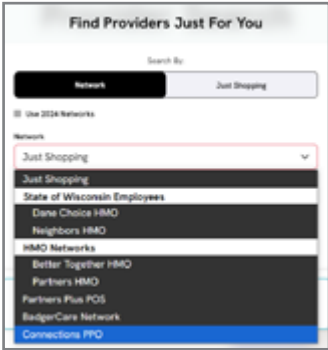 Find Providers Just For You
Search By:
Network
Just Shopping
Use 2024 Networks
Network
Just Shopping
Just Shopping
State of Wisconsin Employees
Dane Choice HMO
Neighbors HMO
HMO Networks
Better Together HMO
Partners HMO
Partners Plus POS
BadgerCare Network
Connections PPO